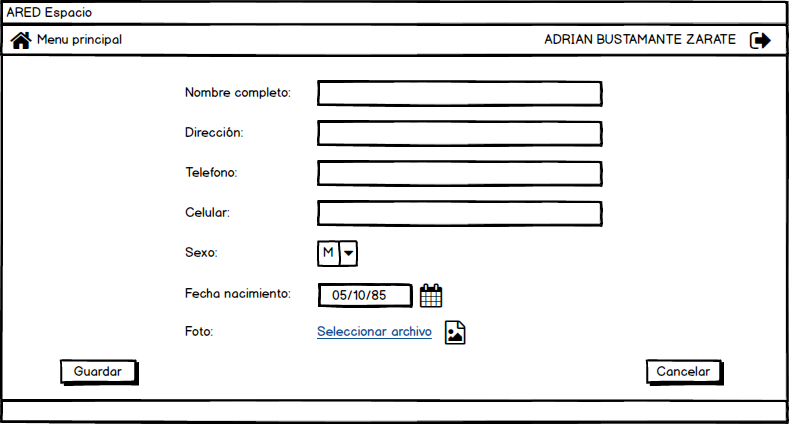 ARED Espacio
Menu principal ADRIAN BUSTAMANTE ZARATE
Nombre completo:
Dirección:
Telefono:
Celular:
Sexo: M
Fecha nacimiento: 05/10/85
Foto: Seleccionar archivo
Guardar Cancelar